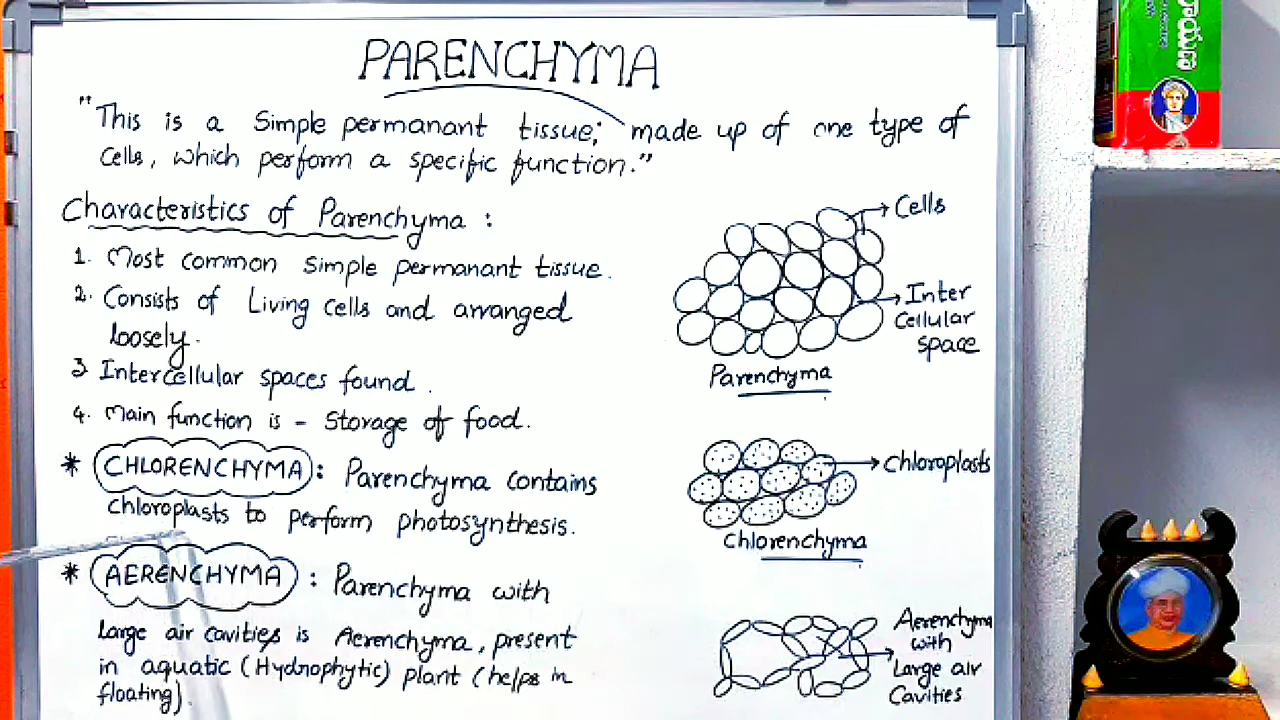 PARENCHYMA
"This is a Simple permanant tissue; made up of one type of
cells, which perform a specific function."
Characteristics of Parenchyma :
1. Most common simple permanant tissue.
2. Consists of Living cells and arranged
loosely.
3 Intercellular spaces found.
4. Main function is - Storage of food.
* CHLORENCHYMA : Parenchyma contains
chloroplasts to perform photosynthesis.
* AERENCHYMA : Parenchyma with
Large air cavities is Aerenchyma, present
in aquatic (Hydrophytic) plant (helps in
floating)
Cells
Inter
Cellular
space
Parenchyma
Chloroplasts
Chlorenchyma
Aerenchyma
with
Large air
Cavities